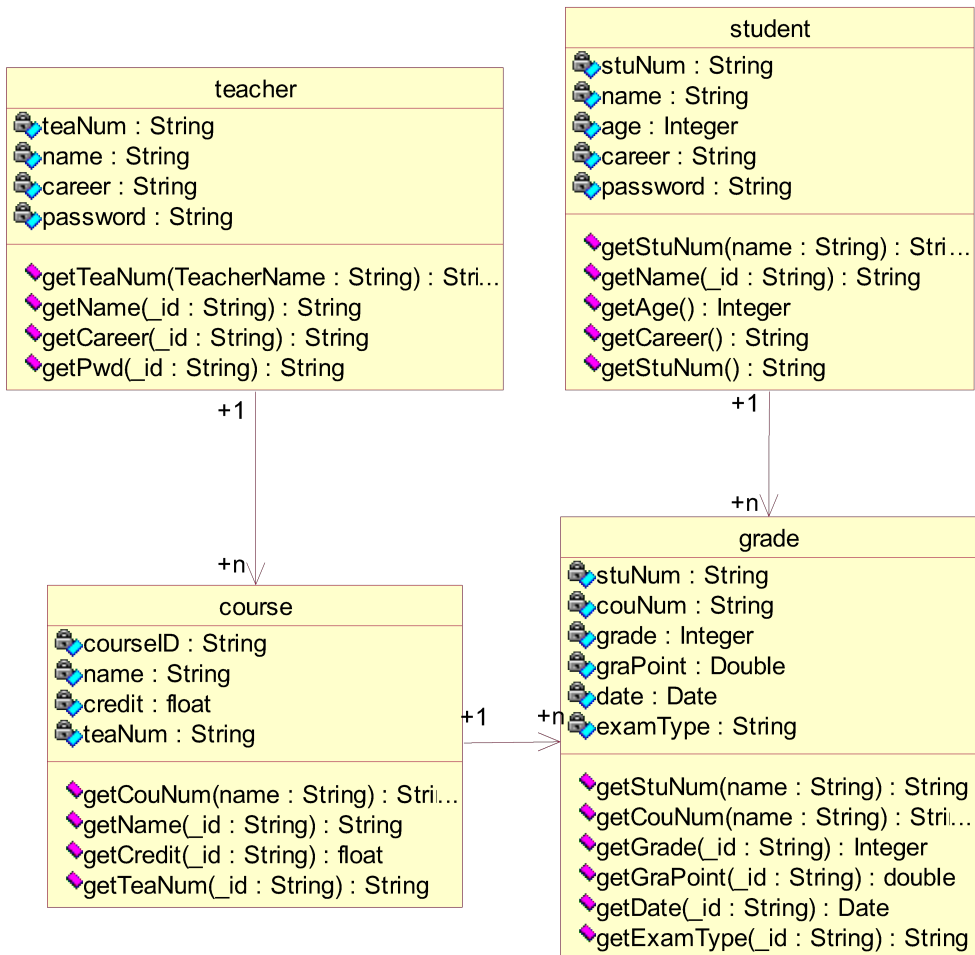 teacher
teaNum : String
name : String
career : String
password : String
getTeaNum(TeacherName : String) : Stri...
getName(_id : String) : String
getCareer(_id : String) : String
getPwd(_id : String) : String
student
stuNum : String
name : String
age : Integer
career : String
password : String
getStuNum(name : String) : Stri...
getName(_id : String) : String
getAge() : Integer
getCareer() : String
getStuNum() : String
+1
+n
+1
+n
course
courseID : String
name : String
credit : float
teaNum : String
getCouNum(name : String) : Stri...
getName(_id : String) : String
getCredit(_id : String) : float
getTeaNum(_id : String) : String
+1
+n
grade
stuNum : String
couNum : String
grade : Integer
graPoint : Double
date : Date
examType : String
getStuNum(name : String) : String
getCouNum(name : String) : Stri...
getGrade(_id : String) : Integer
getGraPoint(_id : String) : double
getDate(_id : String) : Date
getExamType(_id : String) : String